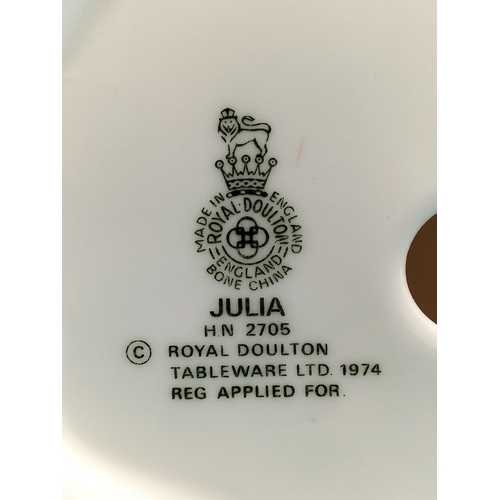 MADE IN ENGLAND
ROYAL·DOULTON
ENGLAND
BONE CHINA
JULIA
H.N 2705
© ROYAL DOULTON
TABLEWARE LTD. 1974
REG APPLIED FOR.